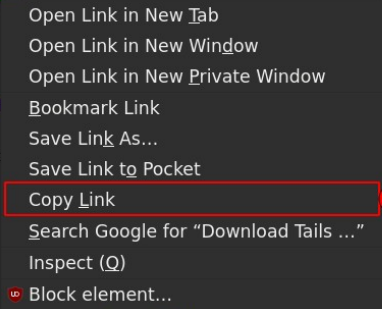 Open Link in New Tab
Open Link in New Window
Open Link in New Private Window
Bookmark Link
Save Link As...
Save Link to Pocket
Copy Link
Search Google for “Download Tails ...”
Inspect (Q)
Block element...